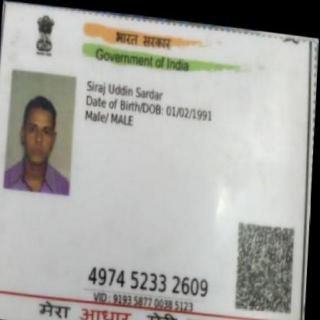 भारत सरकार
Government of India
Siraj Uddin Sardar
Date of Birth/DOB: 01/02/1991
Male/ MALE
4974 5233 2609
VID : 9193 5877 0038 5123
मेरा आधार, मेरी